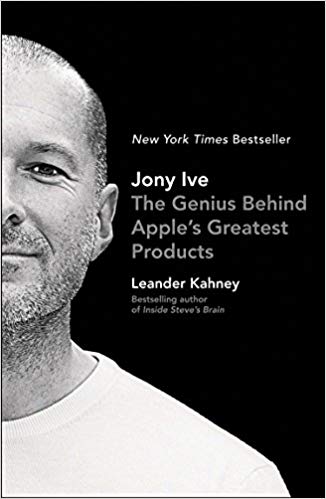 New York Times Bestseller
Jony Ive
The Genius Behind
Apple's Greatest
Products
Leander Kahney
Bestselling author
of Inside Steve's Brain